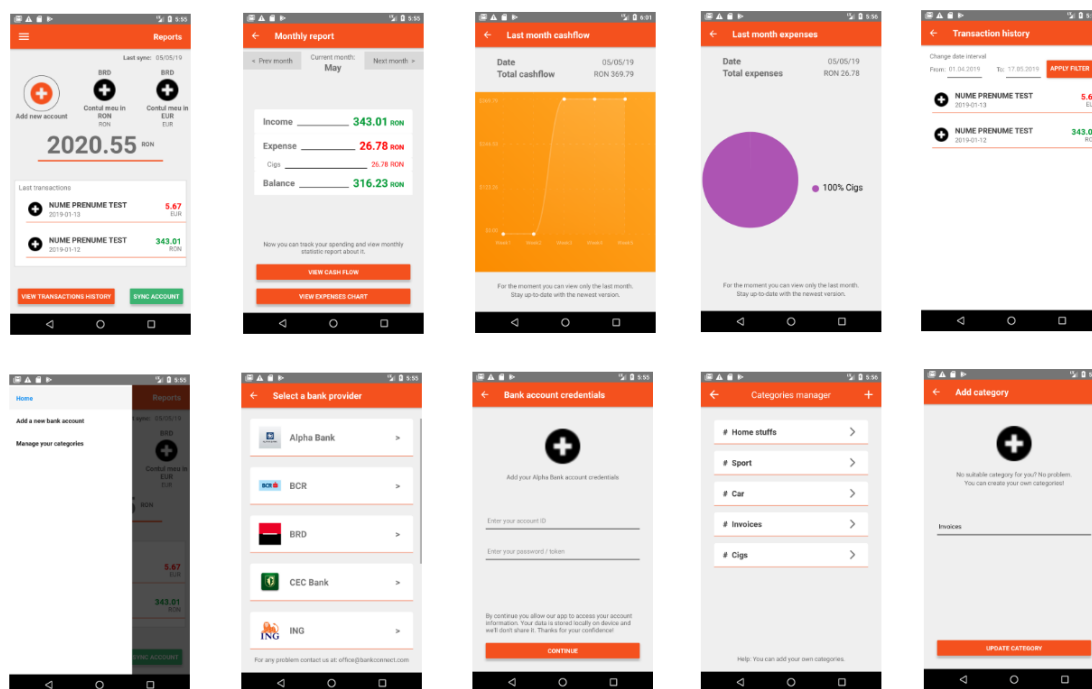 5:55
Reports
Last sync: 05/05/19
BRD
BRD
Add new account
Contul meu in
RON
RON
Contul meu in
EUR
EUR
2020.55 RON
Last transactions
NUME PRENUME TEST 5.67
2019-01-13 EUR
NUME PRENUME TEST 343.01
2019-01-12 RON
VIEW TRANSACTIONS HISTORY SYNC ACCOUNT
5:55
Monthly report
« Prev month
Current month:
May
Next month »
Income 343.01 RON
Expense 26.78 RON
Cigs 26.78 RON
Balance 316.23 RON
Now you can track your spending and view monthly
statistic report about it.
VIEW CASH FLOW
VIEW EXPENSES CHART
6:01
Last month cashflow
Date 05/05/19
Total cashflow RON 369.79
Week1 Week2 Week3 Week4 Week5
For the moment you can view only the last month.
Stay up-to-date with the newest version.
5:56
Last month expenses
Date 05/05/19
Total expenses RON 26.78
100% Cigs
For the moment you can view only the last month.
Stay up-to-date with the newest version.
Transaction history
Change date interval
From: 01.04.2019 To: 17.05.2019 APPLY FILTER
NUME PRENUME TEST
2019-01-13
NUME PRENUME TEST
2019-01-12
5:55
Home
Reports
Add a new bank account
Manage your categories
BRD
Contul meu in
EUR
EUR
RON
5.67
EUR
343.01
RON
SYNC ACCOUNT
5:55
Select a bank provider
Alpha Bank >
BCR BCR >
BRD >
CEC Bank >
ING ING >
For any problem contact us at: office@bankconnect.com
5:55
Bank account credentials
Add your Alpha Bank account credentials
Enter your account ID
Enter your password / token
By continue you allow our app to access your account
information. Your data is stored locally on device and
we'll don't share it. Thanks for your confidence!
CONTINUE
5:56
Categories manager +
# Home stuffs
# Sport
# Car
# Invoices
# Cigs
Help: You can add your own categories.
Add category
No suitable category for you? No problem.
You can create your own categories!
Invoices
UPDATE CATEGORY